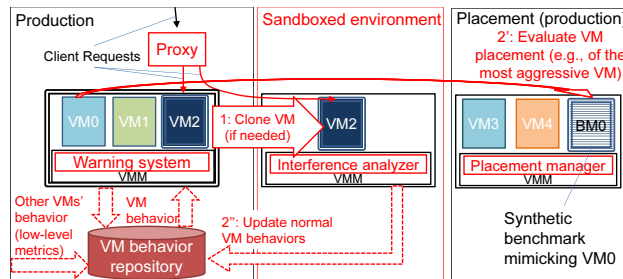 Production
Sandboxed environment
Placement (production)
Client Requests
Proxy
2': Evaluate VM
placement (e.g., of the
most aggressive VM)
VM0
VM1
VM2
1: Clone VM
(if needed)
VM2
VM3
VM4
BM0
Warning system
VMM
Interference analyzer
VMM
Placement manager
VMM
Other VMs'
behavior
(low-level
metrics)
VM
behavior
2'': Update normal
VM behaviors
VM behavior
repository
Synthetic
benchmark
mimicking VM0